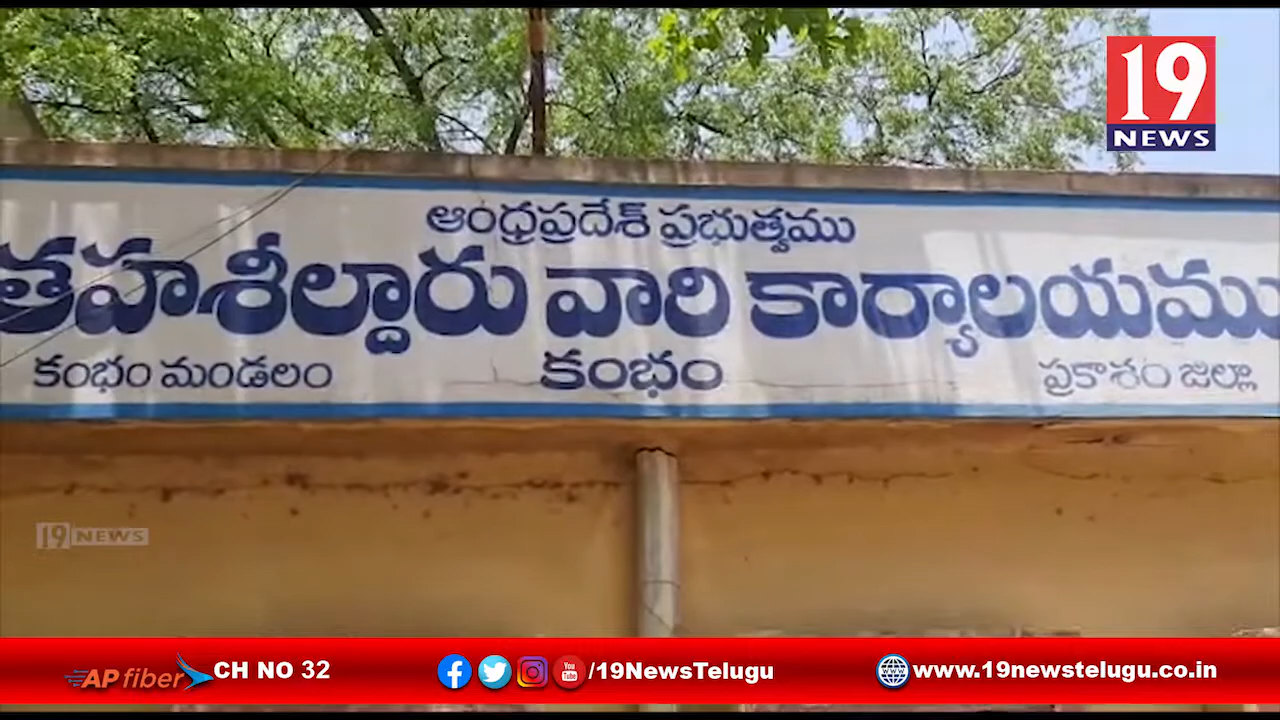 19
NEWS
ఆంధ్రప్రదేశ్ ప్రభుత్వము
తహశీల్దారు వారి కార్యాలయము
కంభం మండలం
కంభం
ప్రకాశం జిల్లా
19 NEWS
AP fiber CH NO 32
/19NewsTelugu
www.19newstelugu.co.in